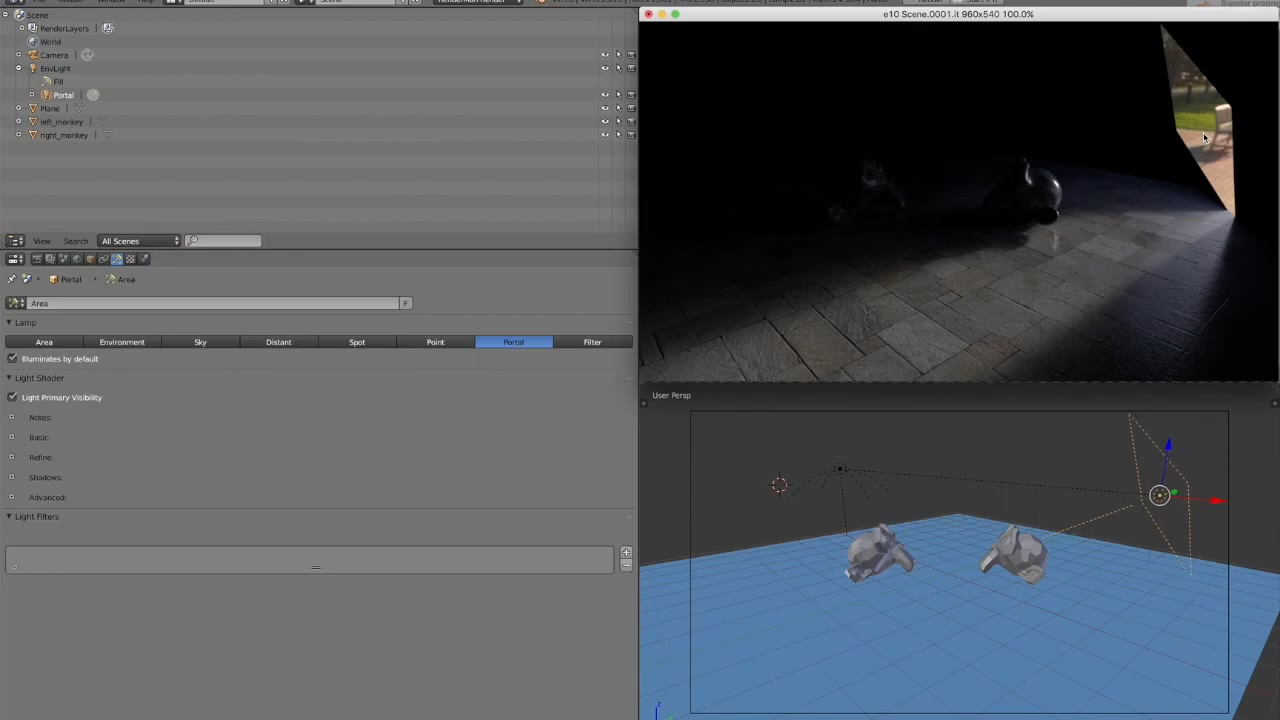 Scene
RenderLayers
World
Camera
EnvLight
Fill
Portal
Plane
left_monkey
right_monkey
View Search All Scenes
Portal Area
Area F
Lamp
Area Environment Sky Distant Spot Point Portal Filter
Illuminates by default
Light Shader
Light Primary Visibility
Notes:
Basic:
Refine:
Shadows:
Advanced:
Light Filters
e10 Scene.0001.it 960x540 100.0%
User Persp
z